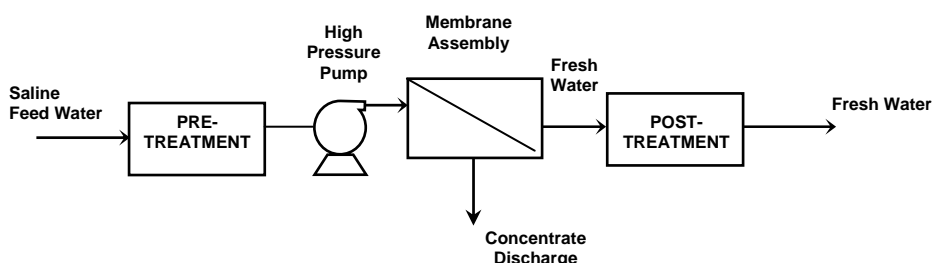 Saline
Feed Water
PRE-
TREATMENT
High
Pressure
Pump
Membrane
Assembly
Fresh
Water
POST-
TREATMENT
Fresh Water
Concentrate
Discharge